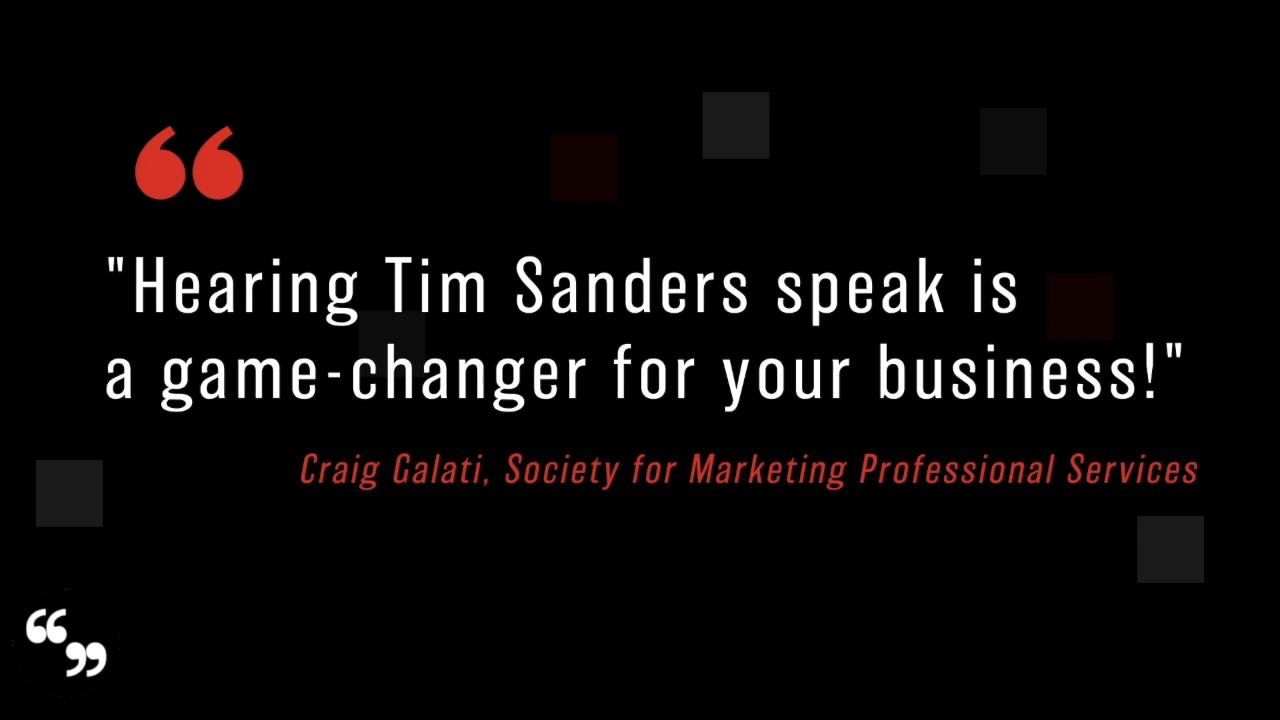 "Hearing Tim Sanders speak is
a game-changer for your business!"
Craig Galati, Society for Marketing Professional Services